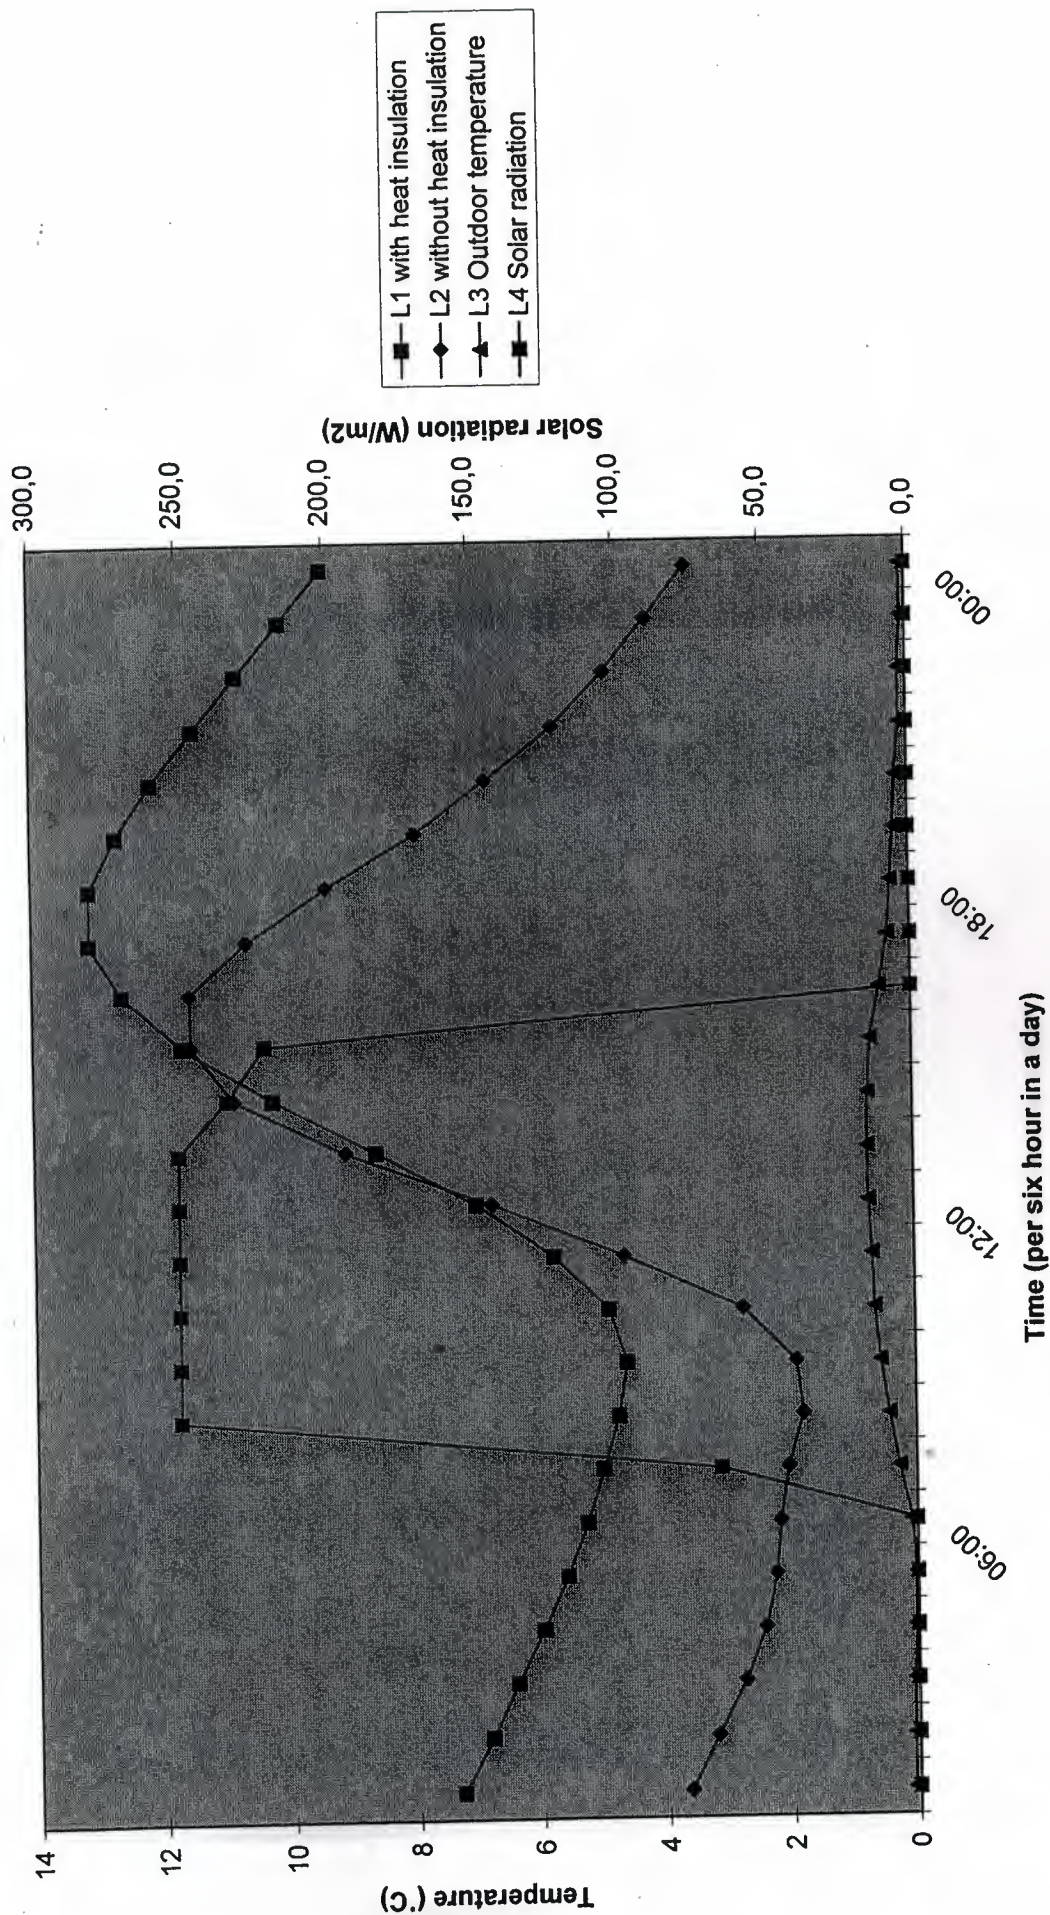 Temperature (°C)
14
12
10
8
6
4
2
0
300,0
250,0
200,0
150,0
100,0
50,0
0,0
Solar radiation (W/m2)
06:00
12:00
18:00
00:00
Time (per six hour in a day)
L1 with heat insulation
L2 without heat insulation
L3 Outdoor temperature
L4 Solar radiation